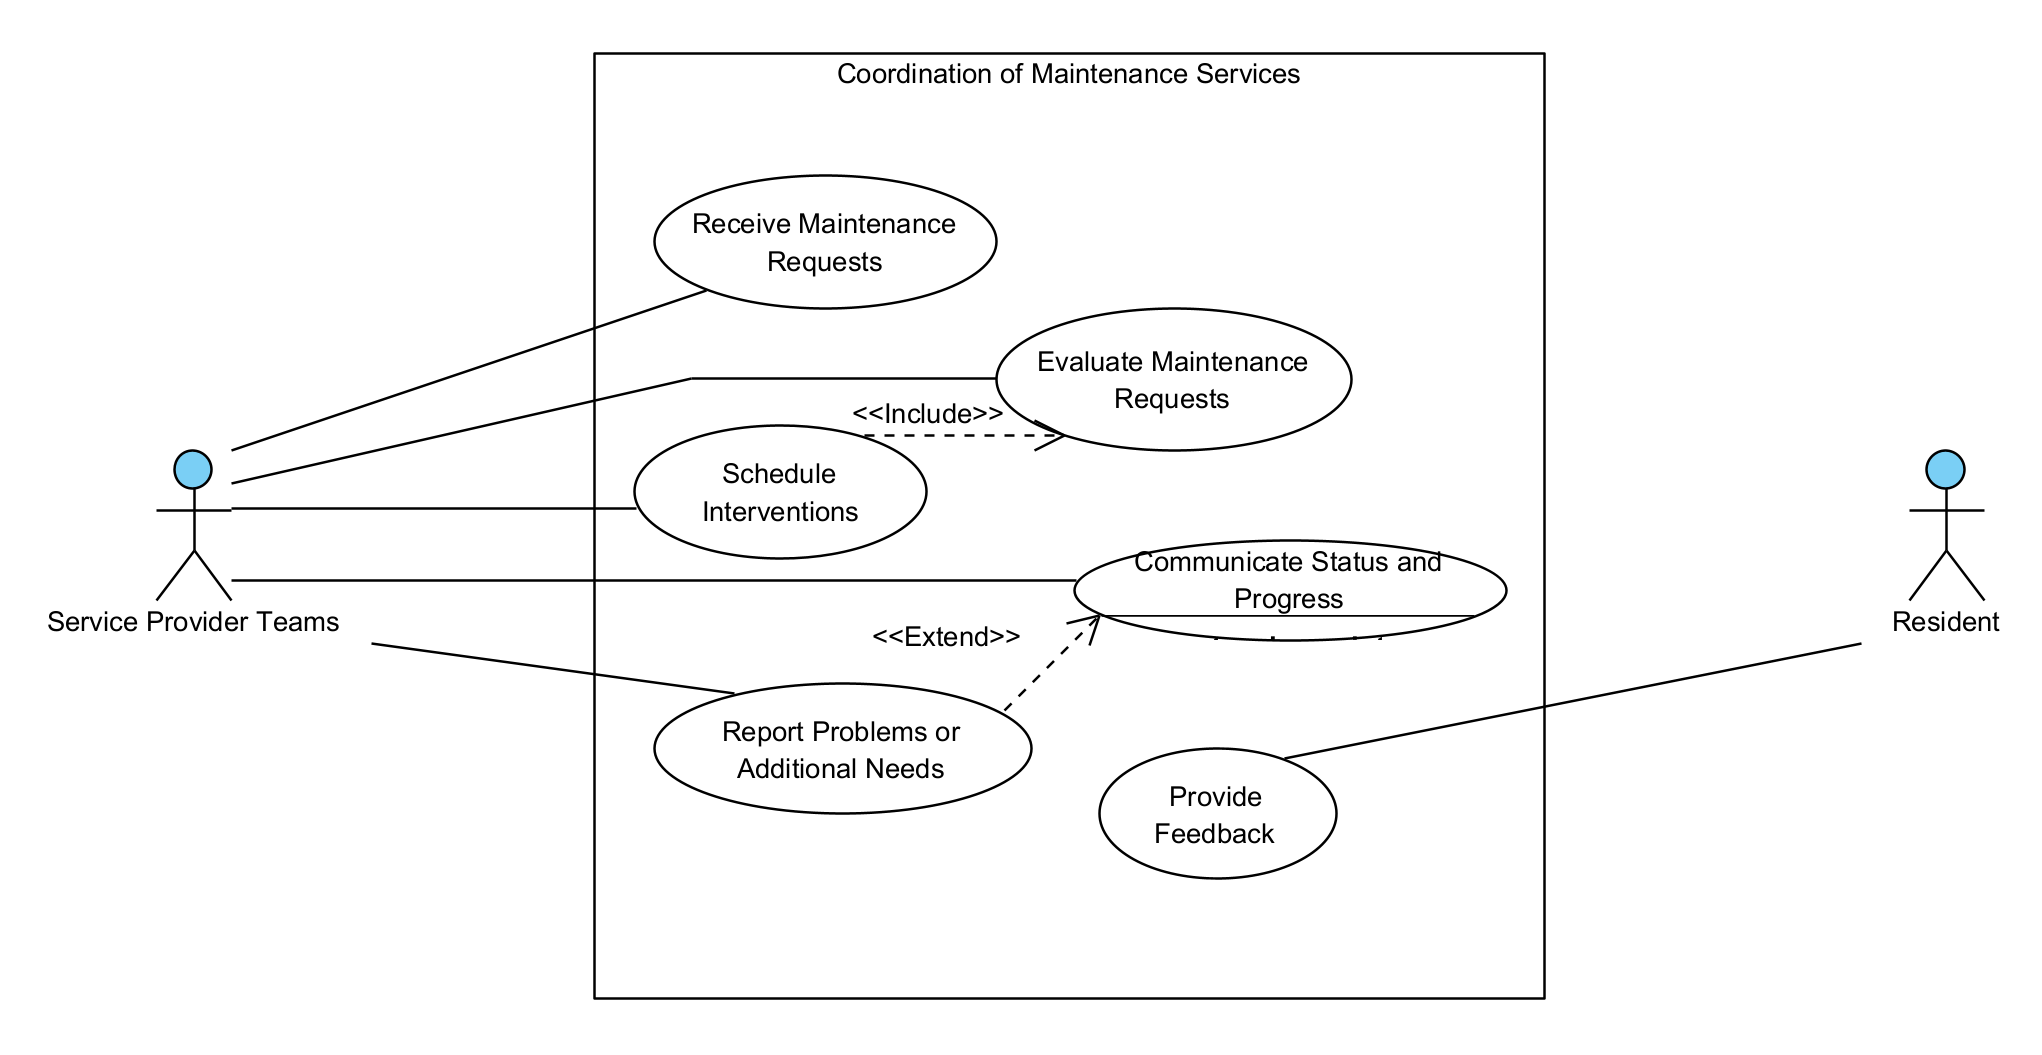 Coordination of Maintenance Services
Receive Maintenance
Requests
Evaluate Maintenance
Requests
<<Include>>
Schedule
Interventions
Communicate Status and
Progress
<<Extend>>
Service Provider Teams
Resident
Report Problems or
Additional Needs
Provide
Feedback